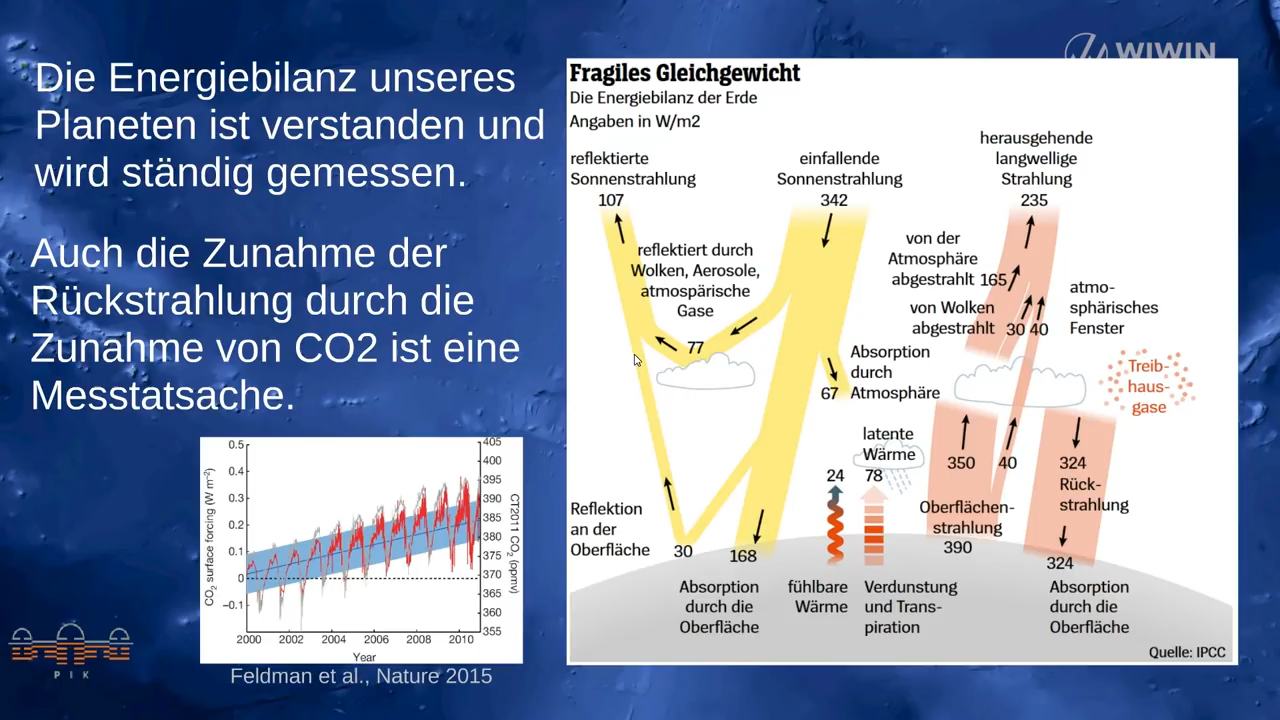 WIWIN
Die Energiebilanz unseres
Planeten ist verstanden und
wird ständig gemessen.
Auch die Zunahme der
Rückstrahlung durch die
Zunahme von CO2 ist eine
Messtatsache.
0.5
0.4
0.3
0.2
0.1
0
−0.1
CO2 surface forcing (W m−2)
405
400
395
390
385
380
375
370
365
360
355
CT2011 CO2 (ppmv)
2000 2002 2004 2006 2008 2010
Year
Feldman et al., Nature 2015
PIK
Fragiles Gleichgewicht
Die Energiebilanz der Erde
Angaben in W/m2
reflektierte
Sonnenstrahlung
107
einfallende
Sonnenstrahlung
342
herausgehende
langwellige
Strahlung
235
reflektiert durch
Wolken, Aerosole,
atmospärische
Gase
77
von der
Atmosphäre
abgestrahlt 165
von Wolken
abgestrahlt 30 40
atmo-
sphärisches
Fenster
Absorption
durch
67 Atmosphäre
Treib-
haus-
gase
latente
Wärme
24 78
350 40
324
Rück-
strahlung
Reflektion
an der
Oberfläche
30
168
Oberflächen-
strahlung
390
324
Absorption
durch die
Oberfläche
fühlbare
Wärme
Verdunstung
und Trans-
piration
Absorption
durch die
Oberfläche
Quelle: IPCC